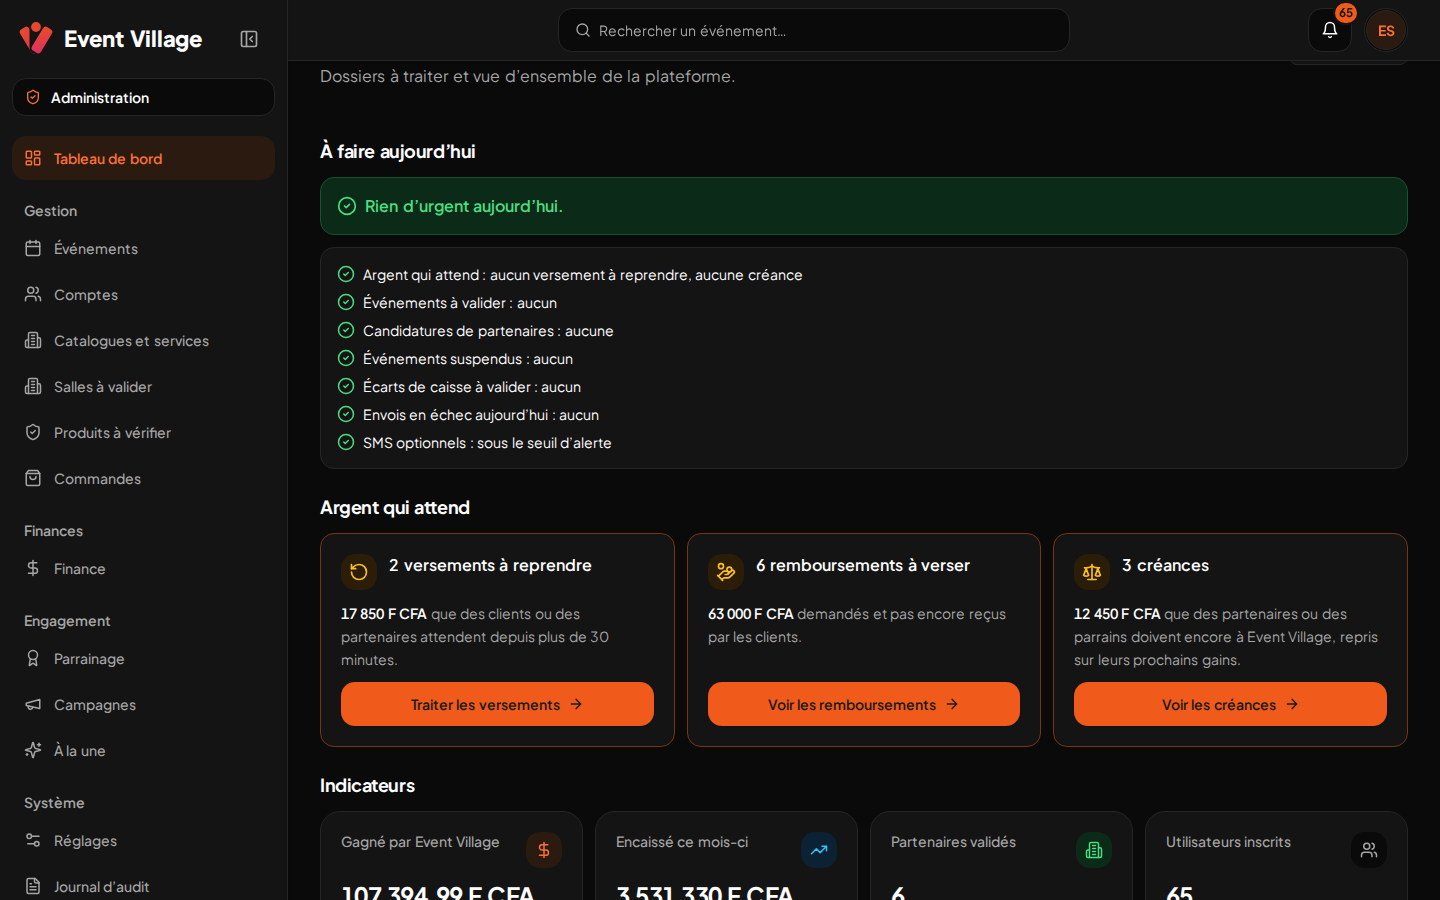 Event Village
Rechercher un événement…
65
ES
Administration
Tableau de bord
Gestion
Événements
Comptes
Catalogues et services
Salles à valider
Produits à vérifier
Commandes
Finances
Finance
Engagement
Parrainage
Campagnes
À la une
Système
Réglages
Journal d’audit
Dossiers à traiter et vue d’ensemble de la plateforme.
À faire aujourd’hui
Rien d’urgent aujourd’hui.
Argent qui attend : aucun versement à reprendre, aucune créance
Événements à valider : aucun
Candidatures de partenaires : aucune
Événements suspendus : aucun
Écarts de caisse à valider : aucun
Envois en échec aujourd’hui : aucun
SMS optionnels : sous le seuil d’alerte
Argent qui attend
2 versements à reprendre
17 850 F CFA que des clients ou des
partenaires attendent depuis plus de 30
minutes.
Traiter les versements
6 remboursements à verser
63 000 F CFA demandés et pas encore reçus
par les clients.
Voir les remboursements
3 créances
12 450 F CFA que des partenaires ou des
parrains doivent encore à Event Village, repris
sur leurs prochains gains.
Voir les créances
Indicateurs
Gagné par Event Village
107 394,99 F CFA
Encaissé ce mois-ci
3 531 330 F CFA
Partenaires validés
6
Utilisateurs inscrits
65